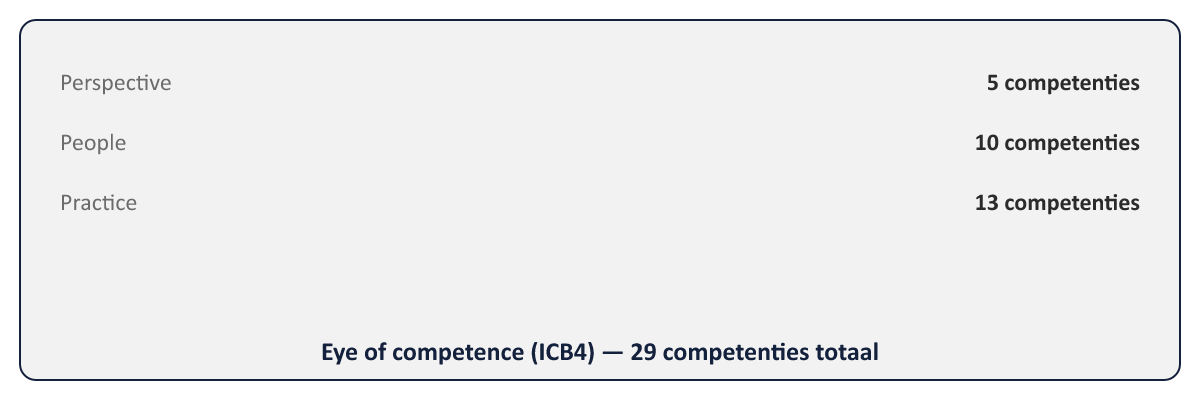 Perspective 5 competenties
People 10 competenties
Practice 13 competenties
Eye of competence (ICB4) — 29 competenties totaal